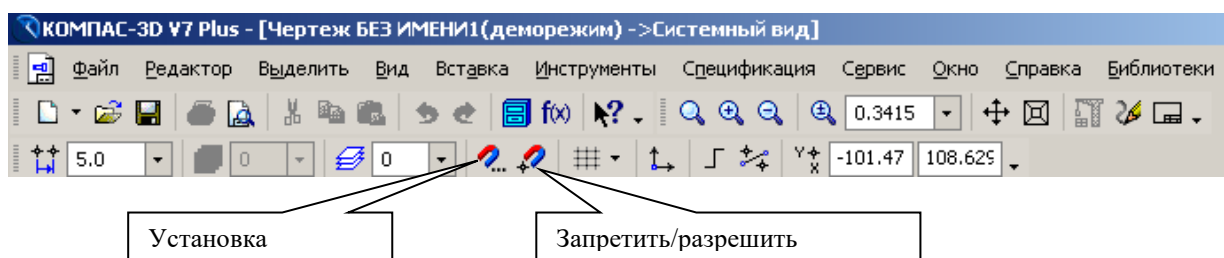 КОМПАС-3D V7 Plus - [Чертеж БЕЗ ИМЕНИ1(деморежим) ->Системный вид]
Файл Редактор Выделить Вид Вставка Инструменты Спецификация Сервис Окно Справка Библиотеки
f(x) 0.3415
5.0 0 0 Y X -101.47 108.629
Установка Запретить/разрешить